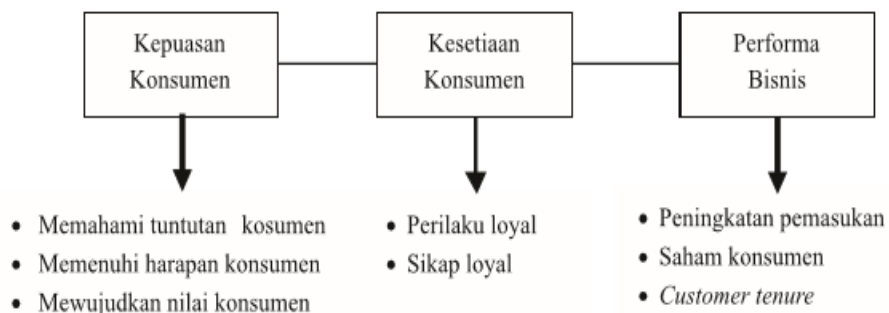 Kepuasan
Konsumen
Kesetiaan
Konsumen
Performa
Bisnis
• Memahami tuntutan kosumen
• Memenuhi harapan konsumen
• Mewujudkan nilai konsumen
• Perilaku loyal
• Sikap loyal
• Peningkatan pemasukan
• Saham konsumen
• Customer tenure